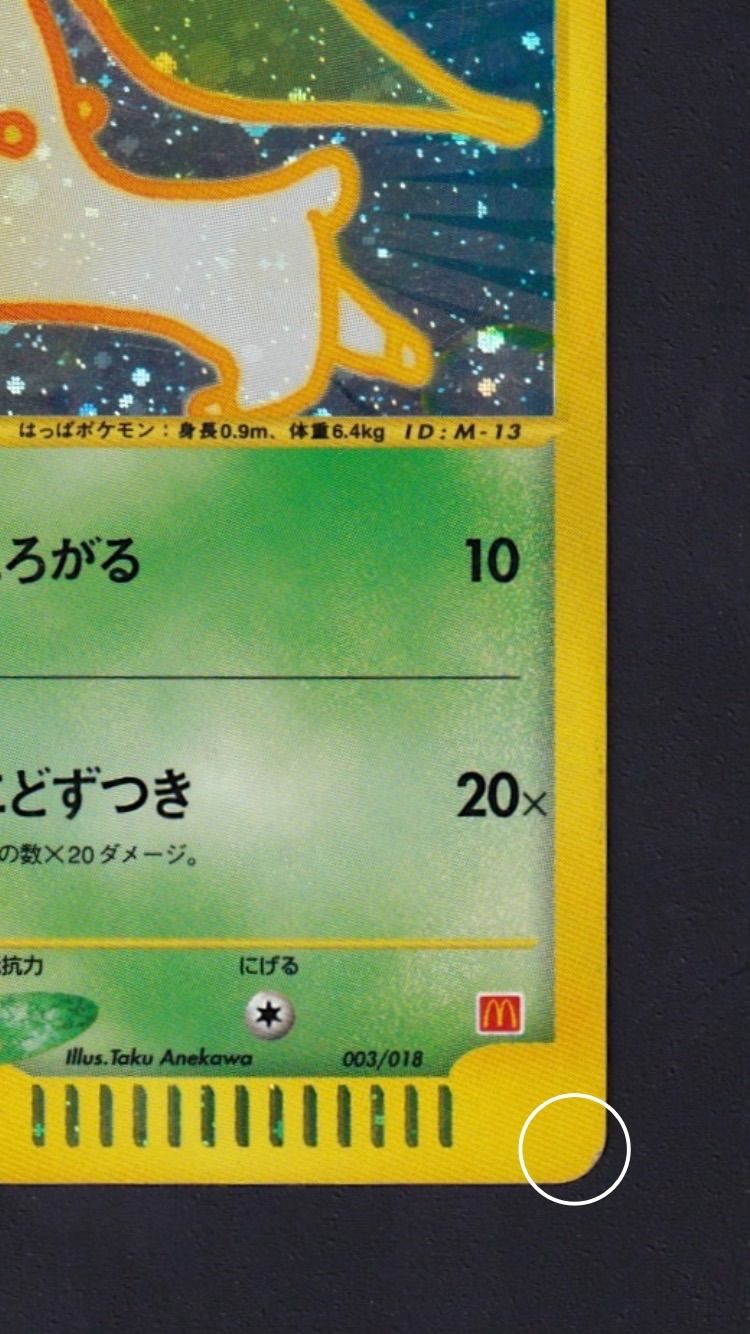 はっぱポケモン：身長0.9m、体重6.4kg ID:M-13
ろがる 10
どずつき 20×
の数×20ダメージ。
抗力 にげる
Illus.Taku Anekawa 003/018